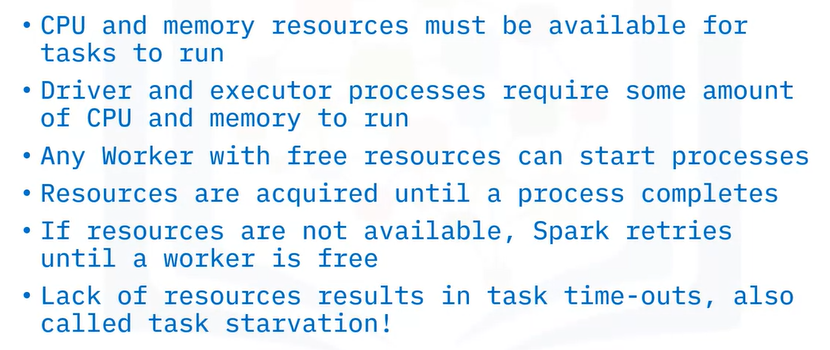 • CPU and memory resources must be available for
tasks to run
• Driver and executor processes require some amount
of CPU and memory to run
• Any Worker with free resources can start processes
• Resources are acquired until a process completes
• If resources are not available, Spark retries
until a worker is free
• Lack of resources results in task time-outs, also
called task starvation!